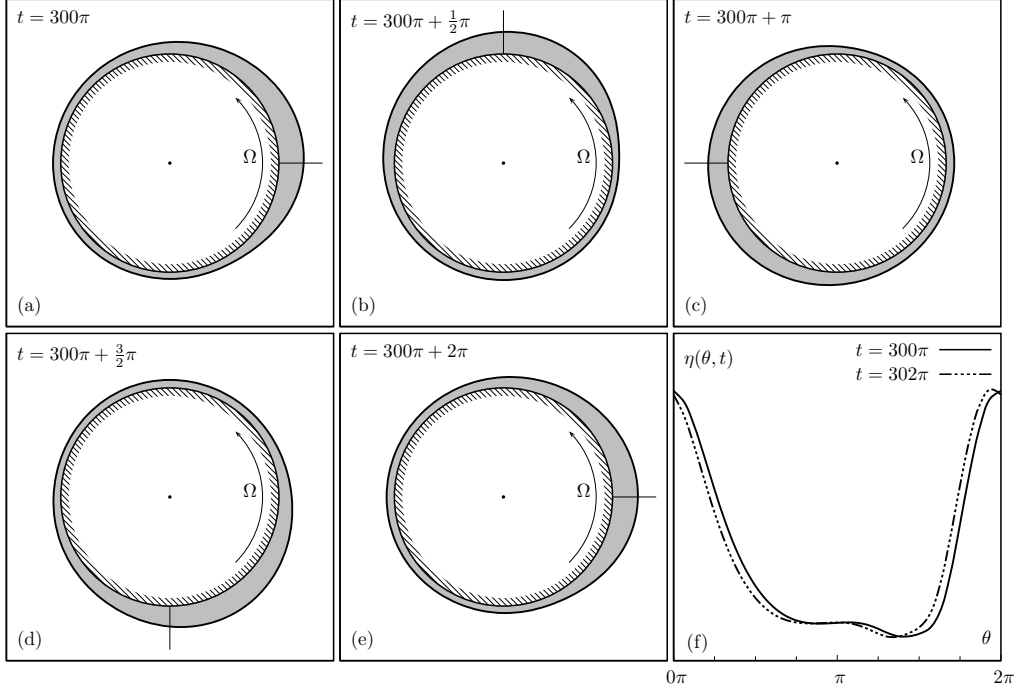 t = 300π
Ω
(a)
t = 300π + ½π
Ω
(b)
t = 300π + π
Ω
(c)
t = 300π + 3/2π
Ω
(d)
t = 300π + 2π
Ω
(e)
η(θ, t)
t = 300π
t = 302π
(f)
θ
0π
π
2π